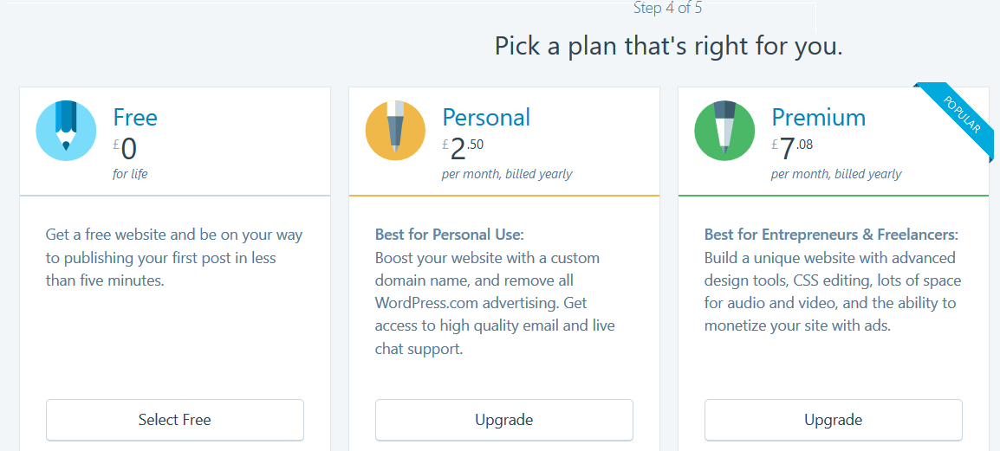 Step 4 of 5
Pick a plan that's right for you.
Free
£0
for life
Get a free website and be on your way
to publishing your first post in less
than five minutes.
Select Free
Personal
£2.50
per month, billed yearly
Best for Personal Use:
Boost your website with a custom
domain name, and remove all
WordPress.com advertising. Get
access to high quality email and live
chat support.
Upgrade
POPULAR
Premium
£7.08
per month, billed yearly
Best for Entrepreneurs & Freelancers:
Build a unique website with advanced
design tools, CSS editing, lots of space
for audio and video, and the ability to
monetize your site with ads.
Upgrade